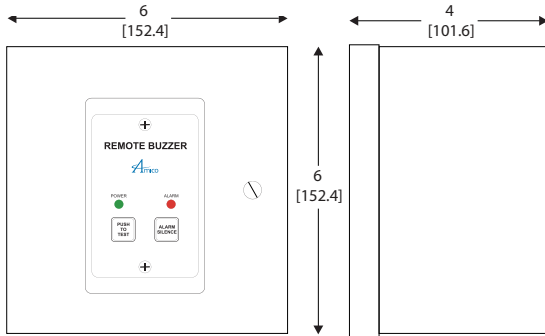 6
[152.4]
4
[101.6]
6
[152.4]
REMOTE BUZZER
Amico
POWER
ALARM
PUSH
TO
TEST
ALARM
SILENCE